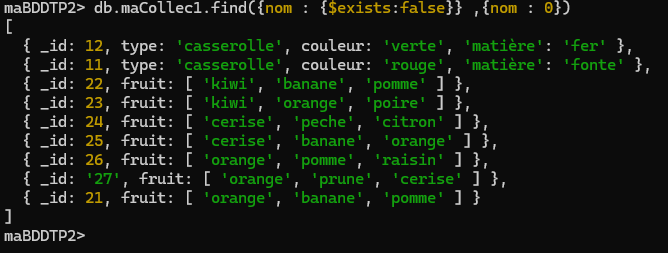 maBDDTP2> db.maCollec1.find({nom : {$exists:false}} ,{nom : 0})
[
  { _id: 12, type: 'casserolle', couleur: 'verte', 'matière': 'fer' },
  { _id: 11, type: 'casserolle', couleur: 'rouge', 'matière': 'fonte' },
  { _id: 22, fruit: [ 'kiwi', 'banane', 'pomme' ] },
  { _id: 23, fruit: [ 'kiwi', 'orange', 'poire' ] },
  { _id: 24, fruit: [ 'cerise', 'peche', 'citron' ] },
  { _id: 25, fruit: [ 'cerise', 'banane', 'orange' ] },
  { _id: 26, fruit: [ 'orange', 'pomme', 'raisin' ] },
  { _id: '27', fruit: [ 'orange', 'prune', 'cerise' ] },
  { _id: 21, fruit: [ 'orange', 'banane', 'pomme' ] }
]
maBDDTP2>